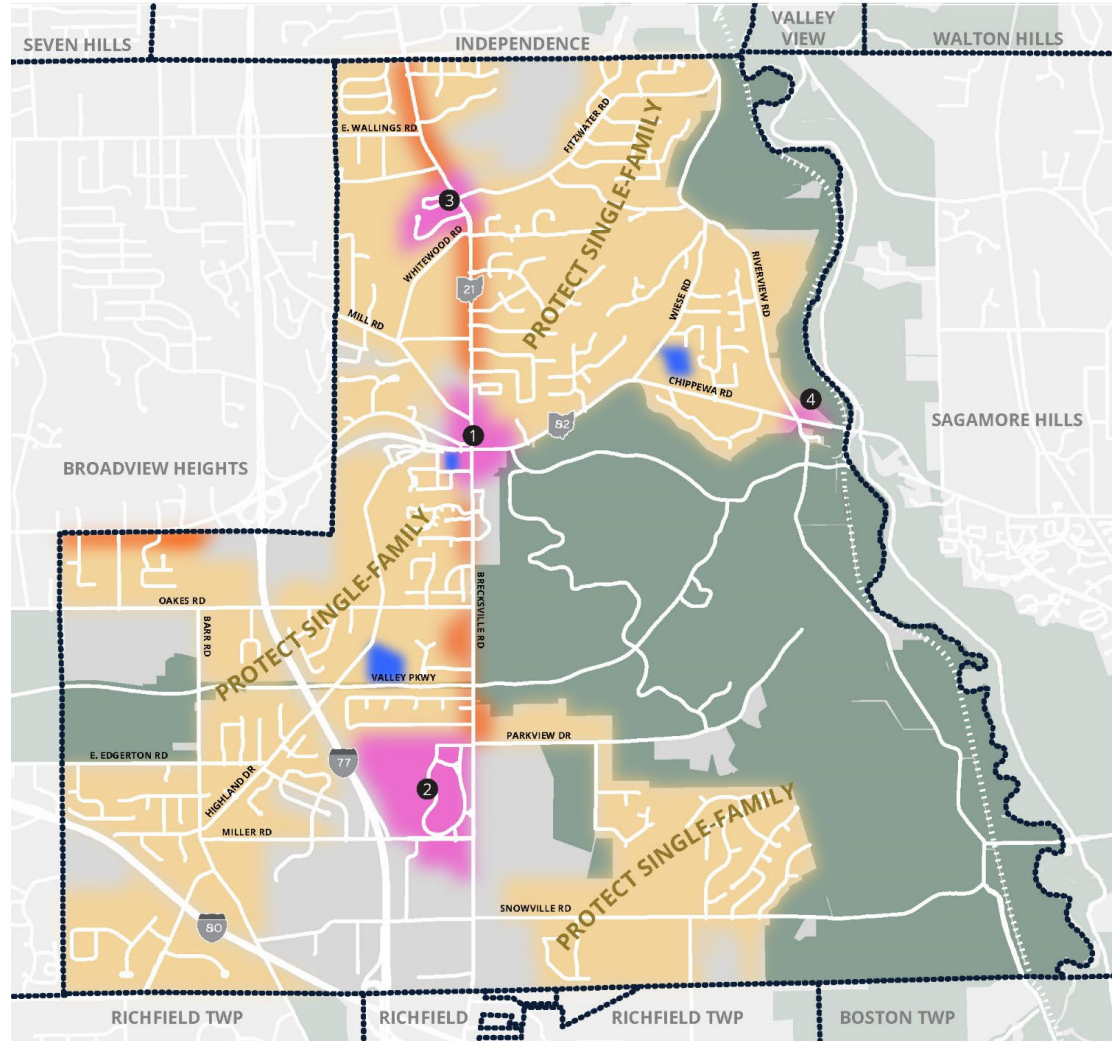 SEVEN HILLS
INDEPENDENCE
VALLEY
VIEW
WALTON HILLS
E. WALLINGS RD
FITZWATER RD
PROTECT SINGLE-FAMILY
3
WHITEWOOD RD
21
RIVERVIEW RD
WIESE RD
MILL RD
CHIPPEWA RD
4
SAGAMORE HILLS
1
82
BROADVIEW HEIGHTS
PROTECT SINGLE-FAMILY
BRECKSVILLE RD
OAKES RD
BARR RD
VALLEY PKWY
PARKVIEW DR
E. EDGERTON RD
77
HIGHLAND DR
2
MILLER RD
PROTECT SINGLE-FAMILY
SNOWVILLE RD
80
RICHFIELD TWP
RICHFIELD
RICHFIELD TWP
BOSTON TWP